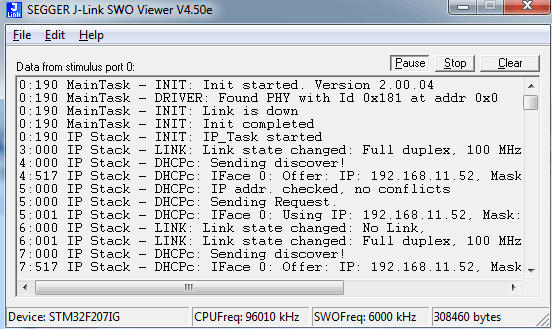 SEGGER J-Link SWO Viewer V4.50e
File Edit Help
Data from stimulus port 0:
Pause Stop Clear
0:190 MainTask - INIT: Init started. Version 2.00.04
0:190 MainTask - DRIVER: Found PHY with Id 0x181 at addr 0x0
0:190 MainTask - INIT: Link is down
0:190 MainTask - INIT: Init completed
0:190 IP Stack - INIT: IP_Task started
3:000 IP Stack - LINK: Link state changed: Full duplex, 100 MHz
4:000 IP Stack - DHCPc: Sending discover!
4:517 IP Stack - DHCPc: IFace 0: Offer: IP: 192.168.11.52, Mask
5:000 IP Stack - DHCPc: IP addr. checked, no conflicts
5:000 IP Stack - DHCPc: Sending Request.
5:001 IP Stack - DHCPc: IFace 0: Using IP: 192.168.11.52, Mask:
6:000 IP Stack - LINK: Link state changed: No Link,
6:001 IP Stack - LINK: Link state changed: Full duplex, 100 MHz
7:000 IP Stack - DHCPc: Sending discover!
7:517 IP Stack - DHCPc: IFace 0: Offer: IP: 192.168.11.52, Mask
Device: STM32F207IG CPUFreq: 96010 kHz SWOFreq: 6000 kHz 308460 bytes